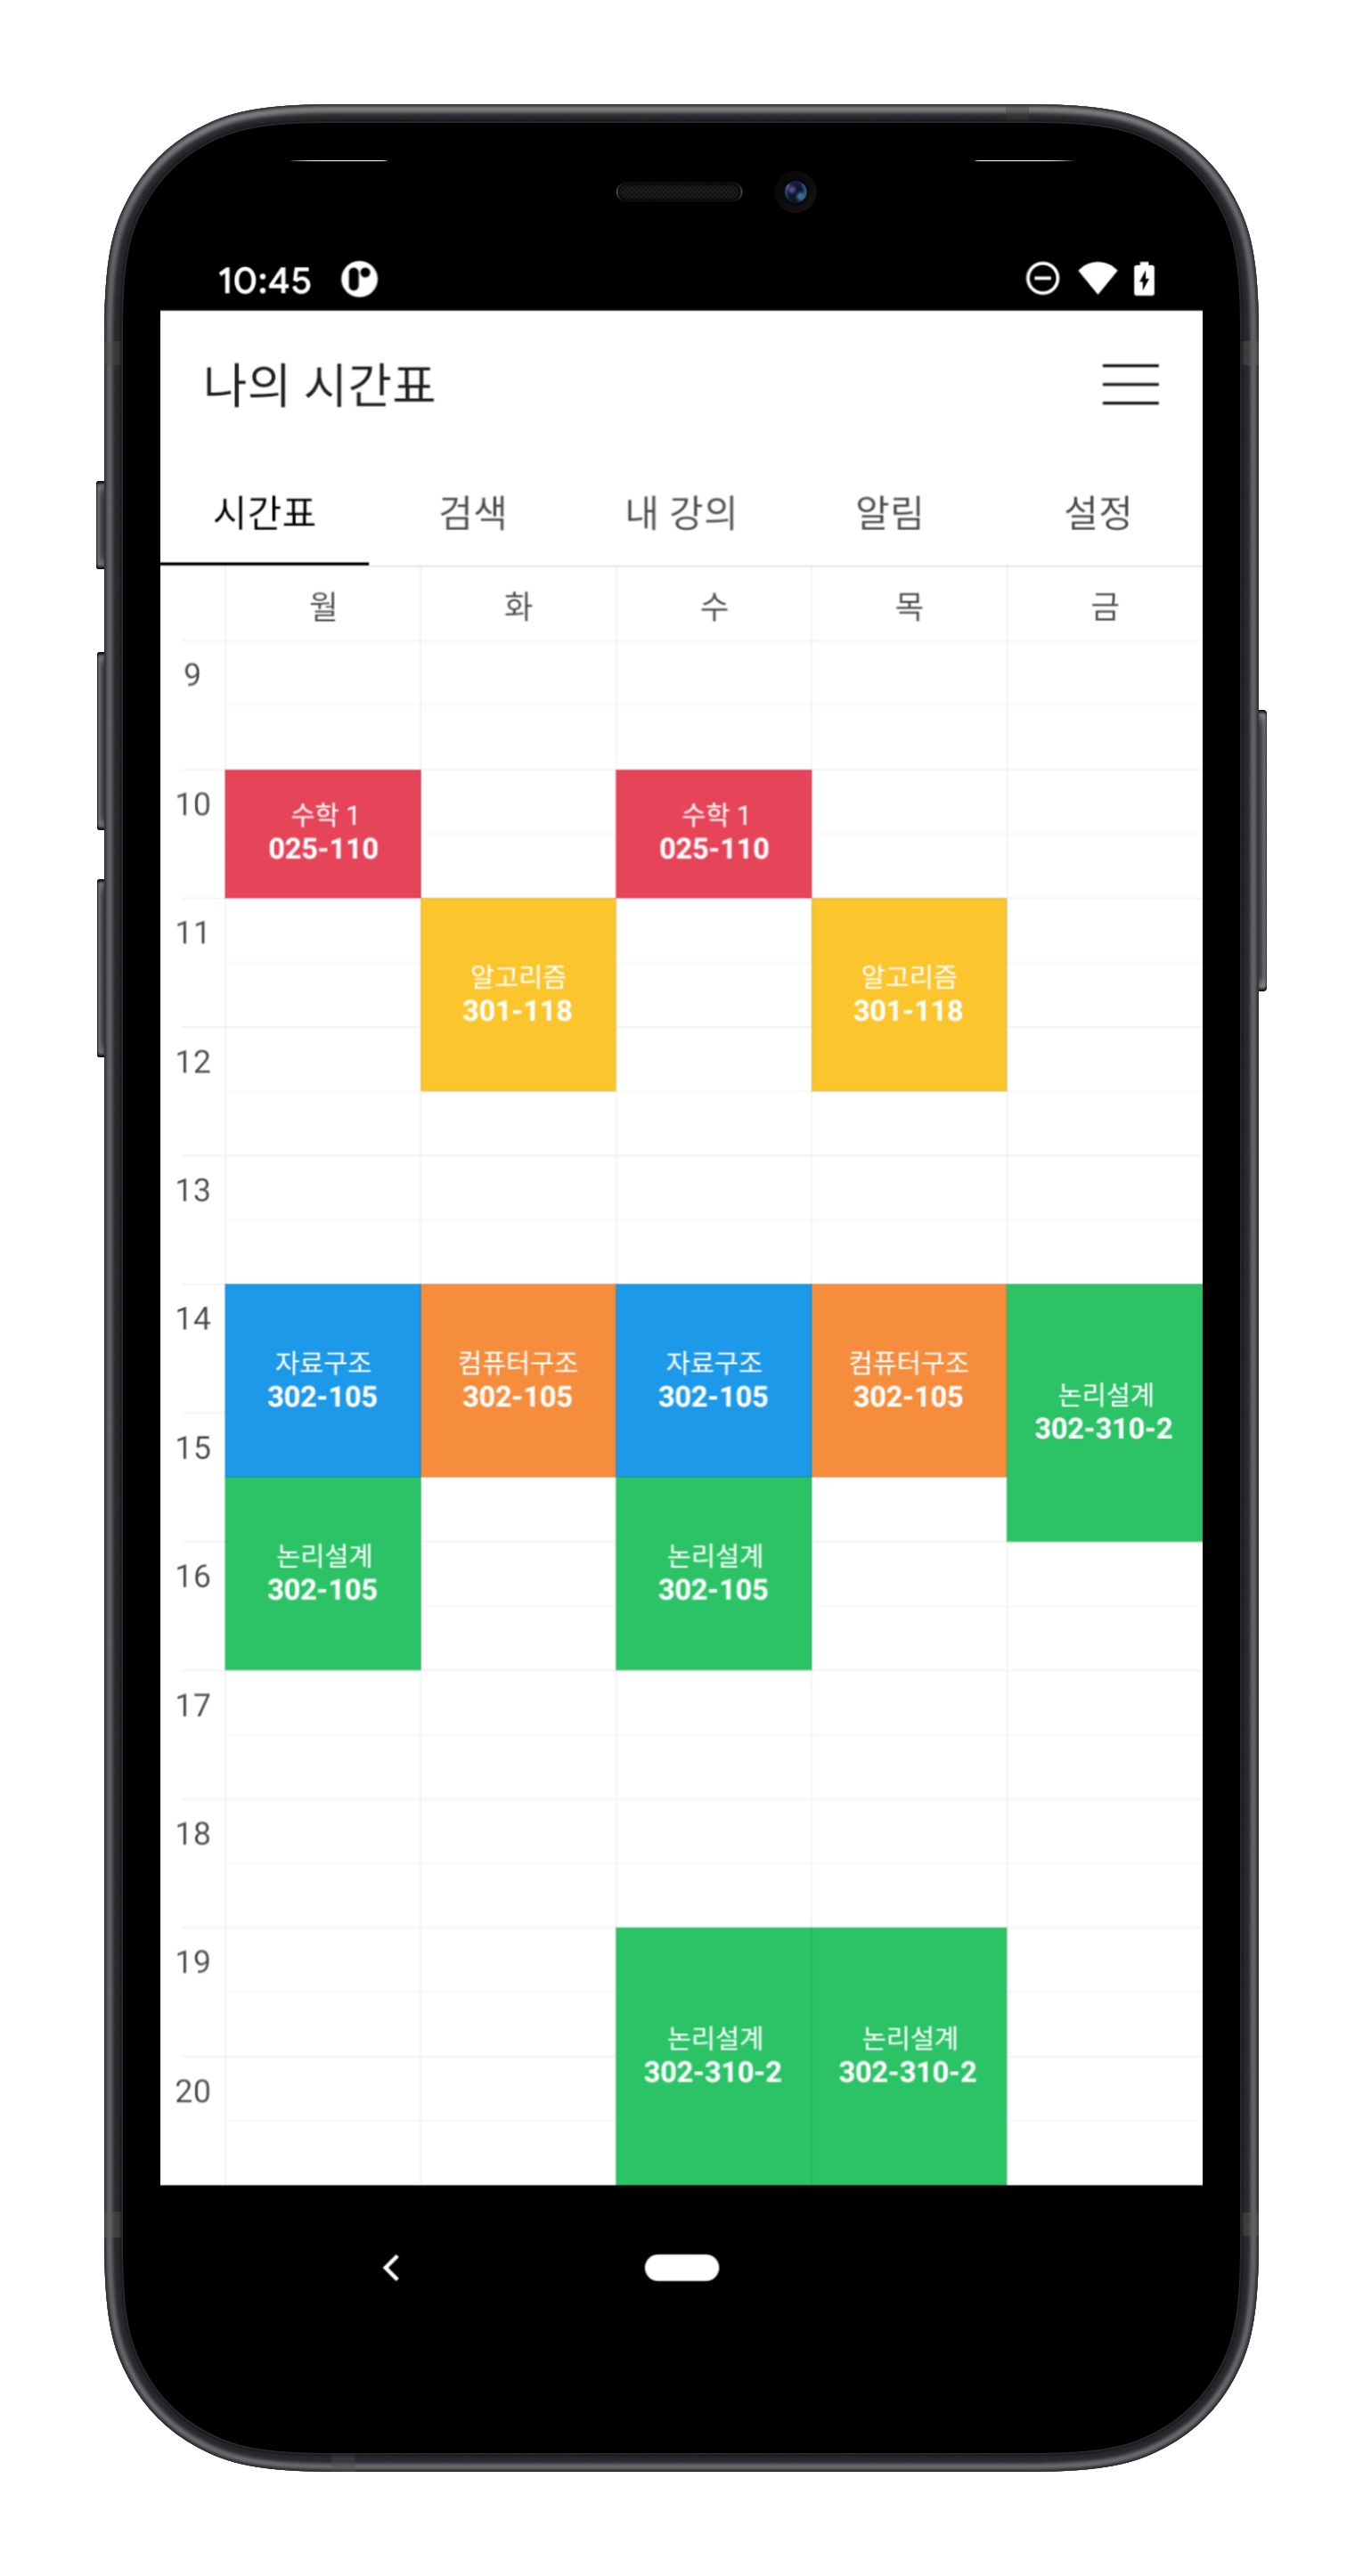 10:45
나의 시간표
시간표 검색 내 강의 알림 설정
월 화 수 목 금
9
10
수학 1
025-110
수학 1
025-110
11
알고리즘
301-118
알고리즘
301-118
12
13
14
자료구조
302-105
컴퓨터구조
302-105
자료구조
302-105
컴퓨터구조
302-105
논리설계
302-310-2
15
논리설계
302-105
논리설계
302-105
16
17
18
19
논리설계
302-310-2
논리설계
302-310-2
20